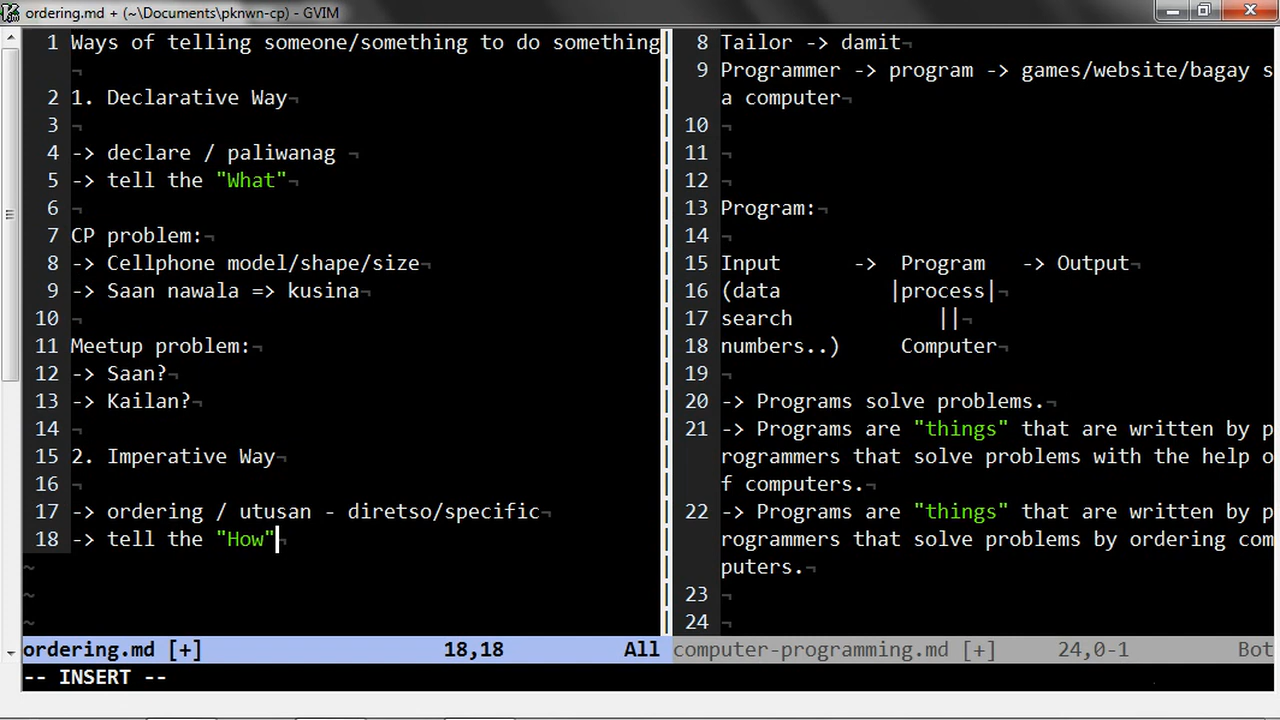 ordering.md + (~\Documents\pknwn-cp) - GVIM
1 Ways of telling someone/something to do something
¬
2 1. Declarative Way¬
3 ¬
4 -> declare / paliwanag ¬
5 -> tell the "What"¬
6 ¬
7 CP problem:¬
8 -> Cellphone model/shape/size¬
9 -> Saan nawala => kusina¬
10 ¬
11 Meetup problem:¬
12 -> Saan?¬
13 -> Kailan?¬
14 ¬
15 2. Imperative Way¬
16 ¬
17 -> ordering / utusan - diretso/specific¬
18 -> tell the "How"¬
~
~
~
ordering.md [+] 18,18 All
-- INSERT --
8 Tailor -> damit¬
9 Programmer -> program -> games/website/bagay s
a computer¬
10 ¬
11 ¬
12 ¬
13 Program:¬
14 ¬
15 Input -> Program -> Output¬
16 (data |process|¬
17 search ||¬
18 numbers..) Computer¬
19 ¬
20 -> Programs solve problems.¬
21 -> Programs are "things" that are written by p
rogrammers that solve problems with the help o
f computers.¬
22 -> Programs are "things" that are written by p
rogrammers that solve problems by ordering com
puters.¬
23 ¬
24 ¬
computer-programming.md [+] 24,0-1 Bot